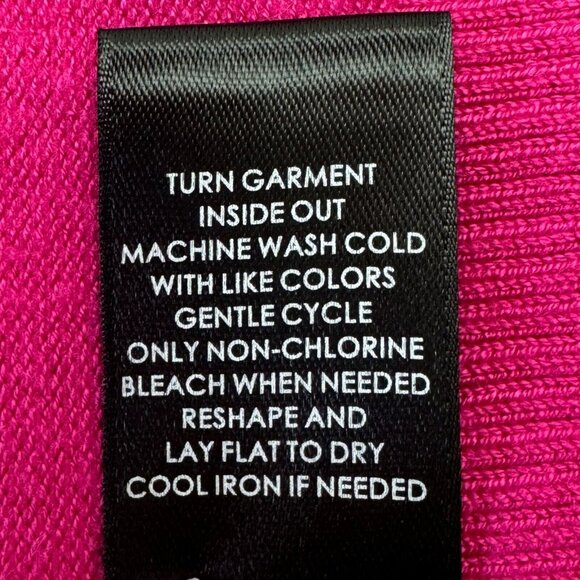 TURN GARMENT
INSIDE OUT
MACHINE WASH COLD
WITH LIKE COLORS
GENTLE CYCLE
ONLY NON-CHLORINE
BLEACH WHEN NEEDED
RESHAPE AND
LAY FLAT TO DRY
COOL IRON IF NEEDED